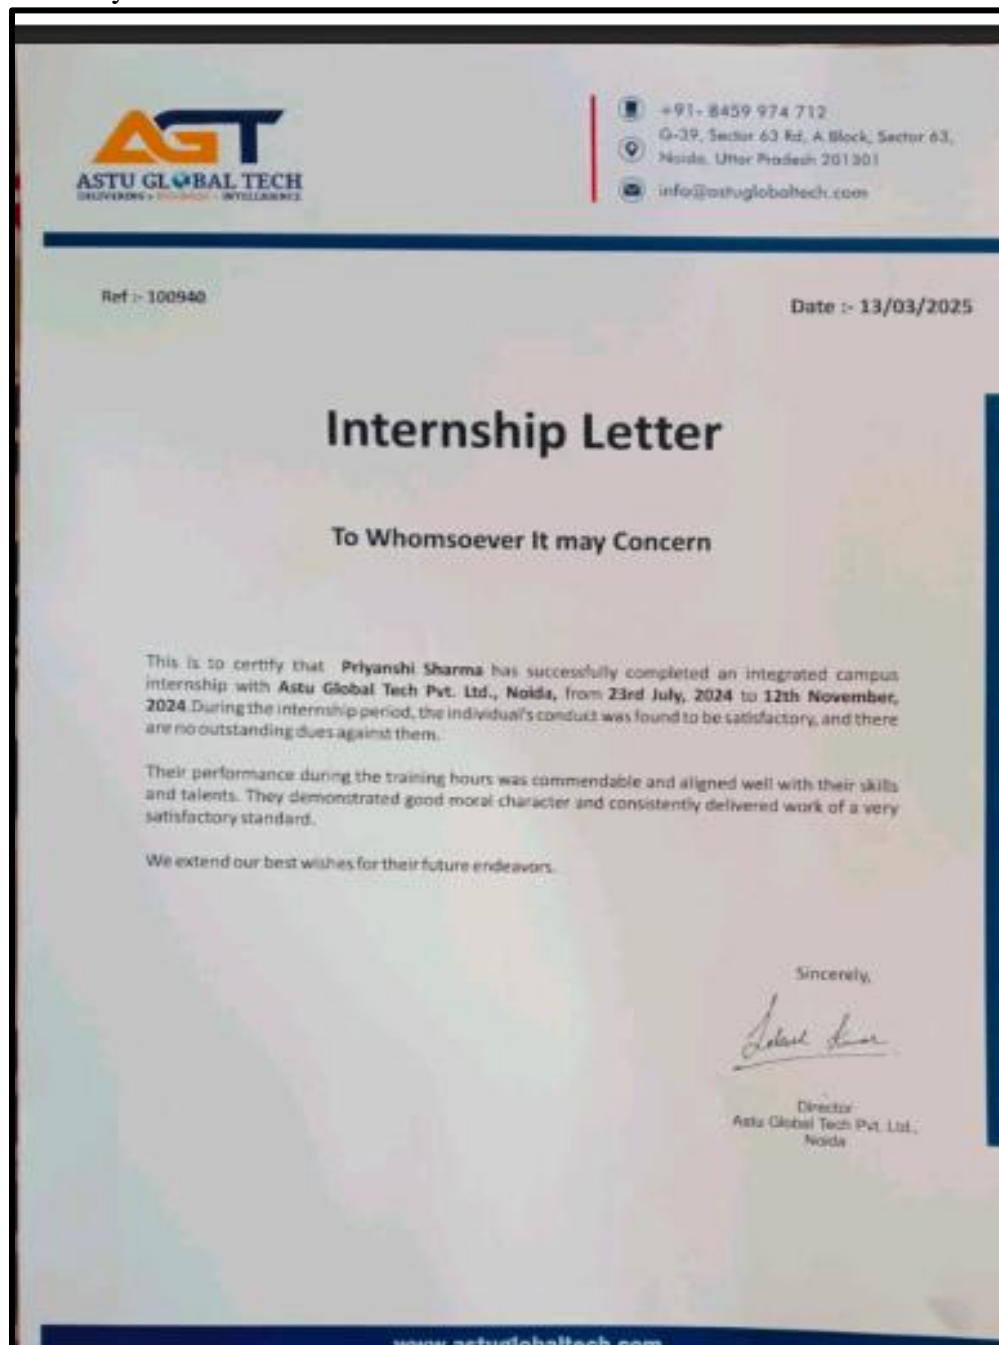 AGT
ASTU GLOBAL TECH
+91- 8459 974 712
G-39, Sector 63 Rd, A Block, Sector 63,
Noida, Uttar Pradesh 201301
info@astuglobaltech.com
Ref :- 100940
Date :- 13/03/2025
Internship Letter
To Whomsoever It may Concern
This is to certify that Priyanshi Sharma has successfully completed an integrated campus
internship with Astu Global Tech Pvt. Ltd., Noida, from 23rd July, 2024 to 12th November,
2024.During the internship period, the individual's conduct was found to be satisfactory, and there
are no outstanding dues against them.
Their performance during the training hours was commendable and aligned well with their skills
and talents. They demonstrated good moral character and consistently delivered work of a very
satisfactory standard.
We extend our best wishes for their future endeavors.
Sincerely,
Director
Astu Global Tech Pvt. Ltd.,
Noida
www.astuglobaltech.com